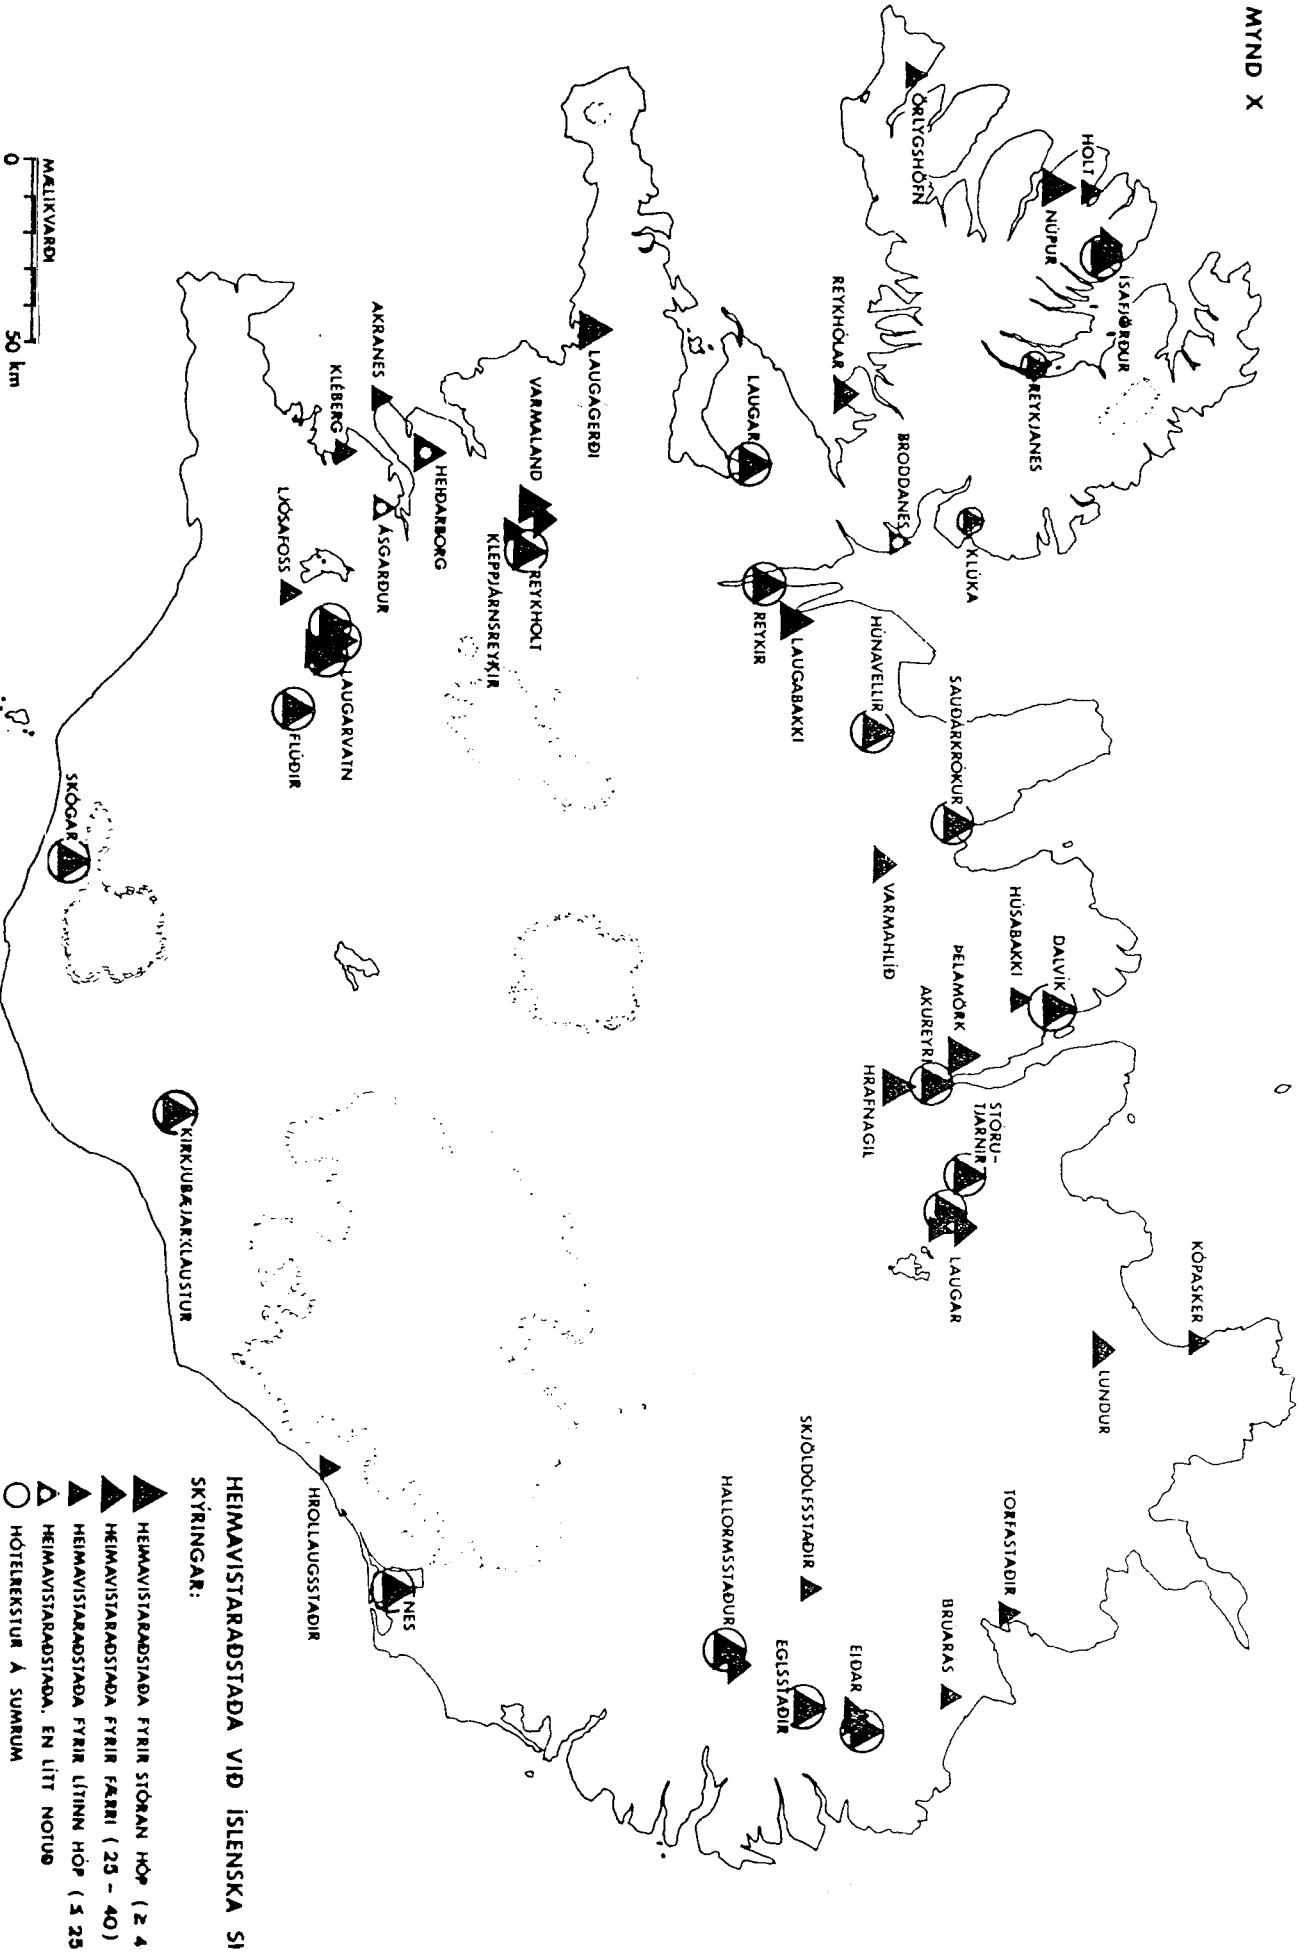 MYND X
ÖRLYGSHÖFN
HOLT
NÚPUR
ÍSAFJÖRÐUR
REYKJANES
REYKHÓLAR
BRODDANES
KLÚKA
LAUGAR
LAUGAGERÐI
VARMALAND
REYKHOLT
KLEPPJÁRNSREYKIR
HEIÐARBORG
AKRANES
KLÉBERG
ÁSGARÐUR
LJÓSAFOSS
LAUGARVATN
FLÚÐIR
REYKIR
LAUGABAKKI
HÚNAVELLIR
SAUÐÁRKRÓKUR
VARMAHLÍÐ
HÚSABAKKI
DALVÍK
ÞELAMÖRK
AKUREYRI
HRAFNAGIL
STÓRU-
TJARNIR
LAUGAR
KÓPASKER
LUNDUR
TORFASTAÐIR
BRÚARAS
SKJÖLDÓLFSSTAÐIR
EIÐAR
EGLSSTAÐIR
HALLORMSSTAÐUR
NES
HROLLAUGSSTAÐIR
KIRKJUBÆJARKLAUSTUR
SKÓGAR
MÆLIKVARÐI
0 50 km
HEIMAVISTARAÐSTAÐA VIÐ ÍSLENSKA
SKÝRINGAR:
HEIMAVISTARAÐSTAÐA FYRIR STÓRAN HÓP ( ≥ 4
HEIMAVISTARAÐSTAÐA FYRIR FÆRRI ( 25 - 40 )
HEIMAVISTARAÐSTAÐA FYRIR LÍTINN HÓP ( ≤ 25
HEIMAVISTARAÐSTAÐA, EN LÍTT NOTUÐ
HÓTELREKSTUR Á SUMRUM